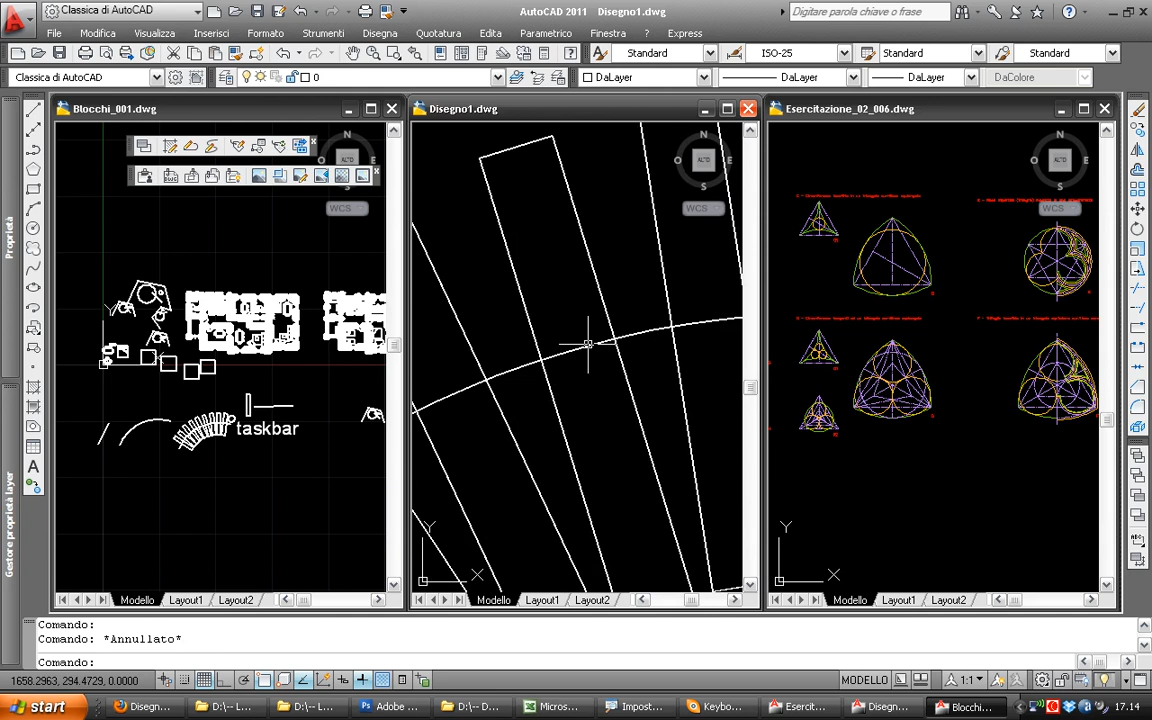 Classica di AutoCAD
AutoCAD 2011 Disegno1.dwg
Digitare parola chiave o frase
File Modifica Visualizza Inserisci Formato Strumenti Disegna Quotatura Edita Parametrico Finestra ? Express
Standard ISO-25 Standard Standard
Classica di AutoCAD 0 DaLayer DaLayer DaLayer DaColore
Blocchi_001.dwg Disegno1.dwg Esercitazione_02_006.dwg
N
ALTO
O E
S
WCS
N
ALTO
O E
S
WCS
N
ALTO
O E
S
WCS
Proprietà
Gestore proprietà layer
taskbar
Y
X
Y
X
Y
Modello Layout1 Layout2
Modello Layout1 Layout2
Modello Layout1 Layout2
Comando:
Comando: *Annullato*
Comando:
1658.2963, 294.4729, 0.0000
MODELLO
1:1
start
Disegn...
D:\-- L...
D:\-- L...
Adobe ...
D:\-- D...
Micros...
Impost...
Keybo...
Esercit...
Disegn...
Blocchi...
17.14